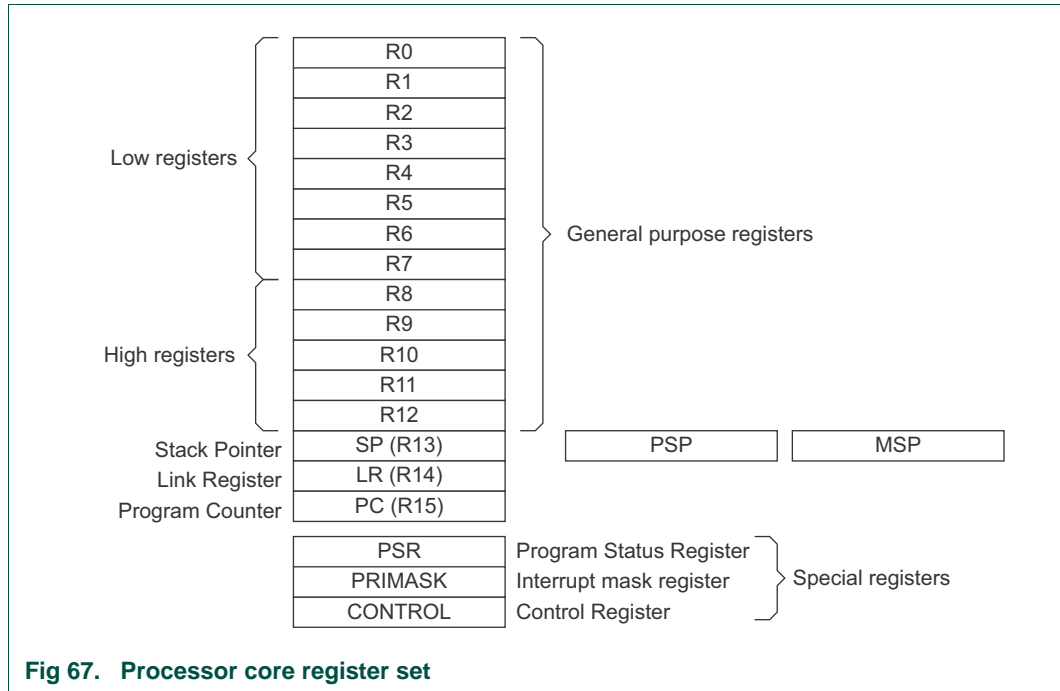 R0
R1
R2
R3
Low registers
R4
R5
R6
General purpose registers
R7
R8
R9
High registers
R10
R11
R12
Stack Pointer SP (R13) PSP MSP
Link Register LR (R14)
Program Counter PC (R15)
PSR Program Status Register
PRIMASK Interrupt mask register Special registers
CONTROL Control Register
Fig 67. Processor core register set